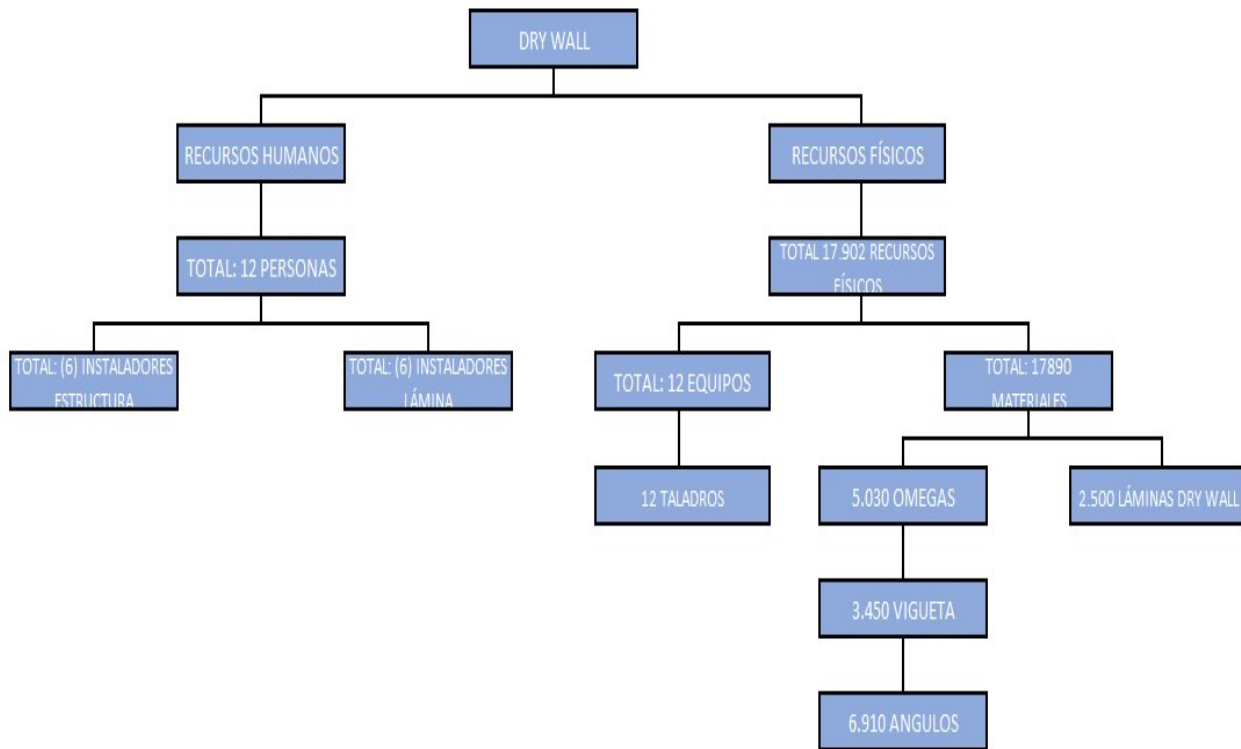 DRY WALL
RECURSOS HUMANOS
RECURSOS FÍSICOS
TOTAL: 12 PERSONAS
TOTAL 17.902 RECURSOS
FÍSICOS
TOTAL: (6) INSTALADORES
ESTRUCTURA
TOTAL: (6) INSTALADORES
LÁMINA
TOTAL: 12 EQUIPOS
TOTAL: 17890
MATERIALES
12 TALADROS
5.030 OMEGAS
2.500 LÁMINAS DRY WALL
3.450 VIGUETA
6.910 ANGULOS